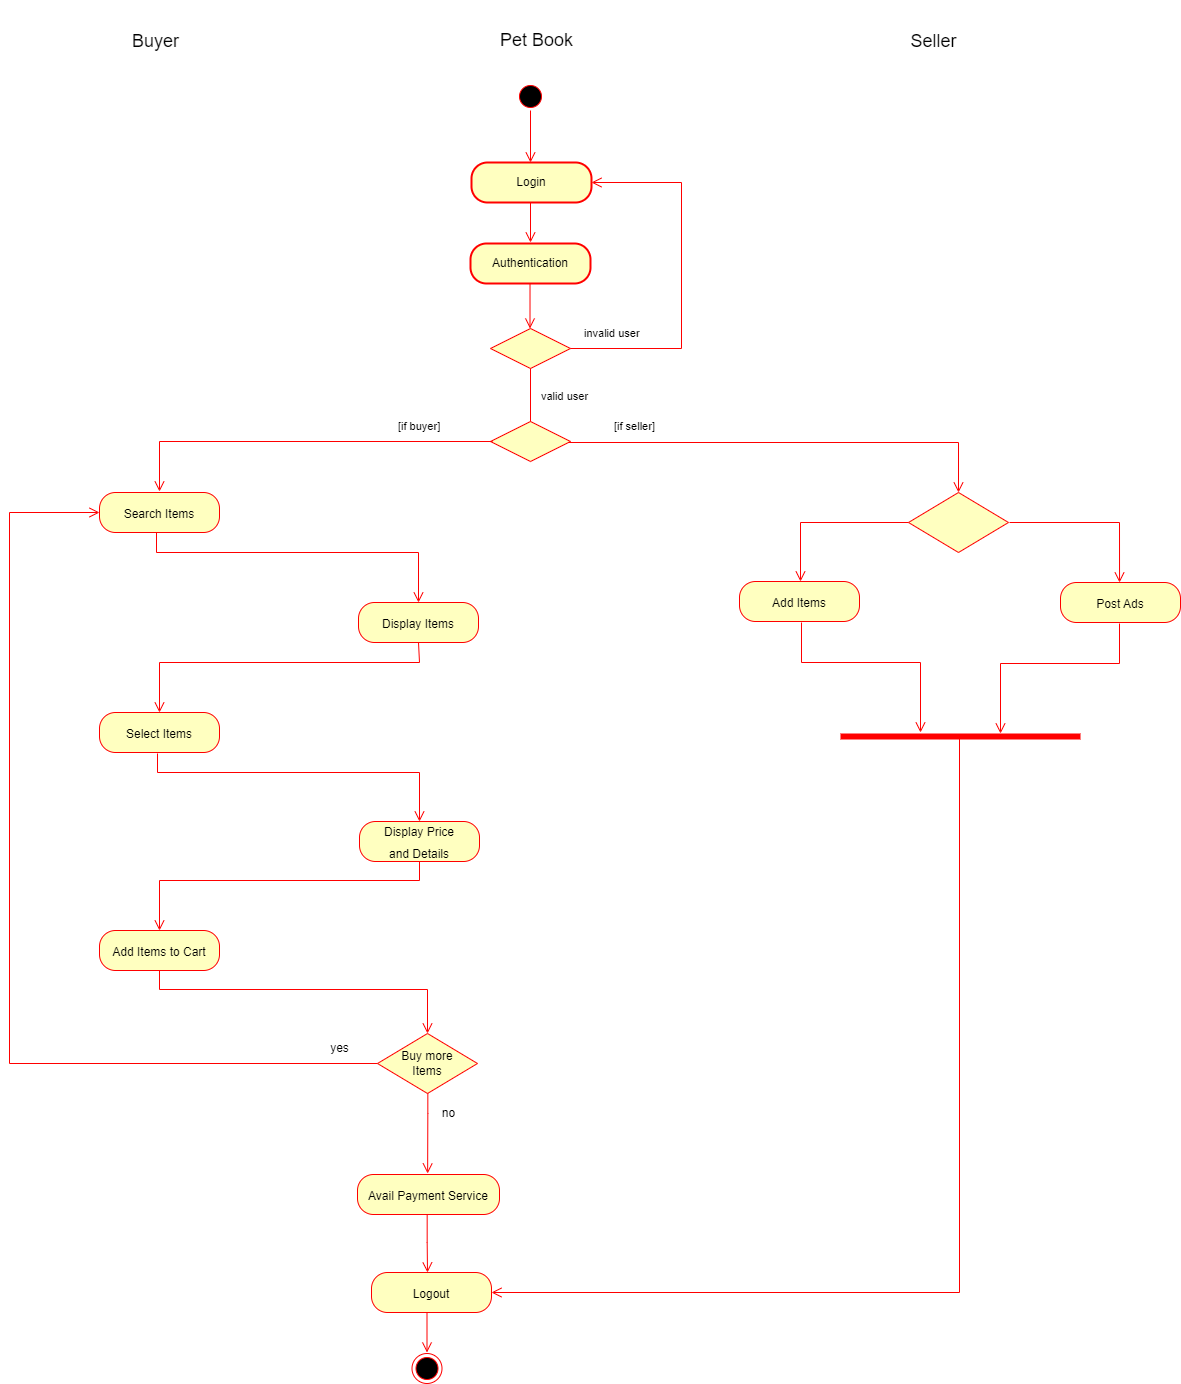 Buyer
Pet Book
Seller
Login
Authentication
invalid user
valid user
[if buyer]
[if seller]
Search Items
Add Items
Post Ads
Display Items
Select Items
Display Price
and Details
Add Items to Cart
yes
Buy more
Items
no
Avail Payment Service
Logout